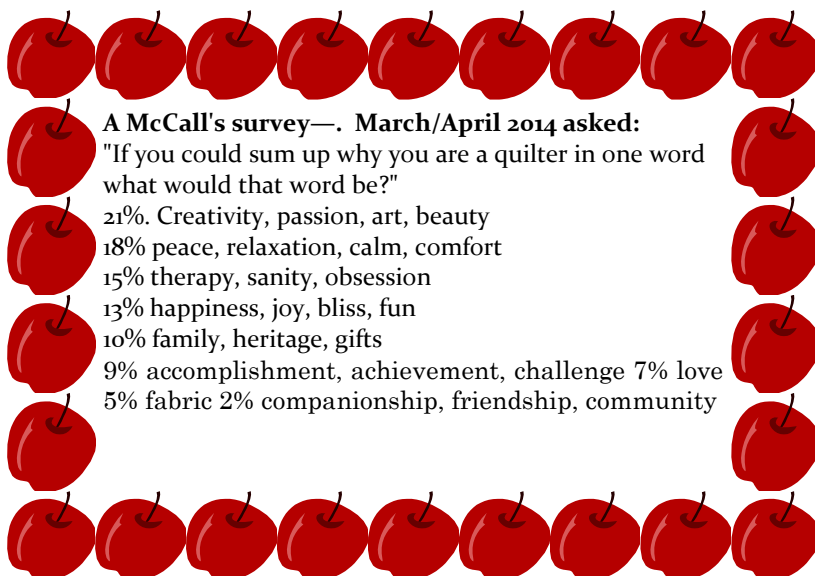 A McCall's survey—.  March/April 2014 asked:
"If you could sum up why you are a quilter in one word
what would that word be?"
21%. Creativity, passion, art, beauty
18% peace, relaxation, calm, comfort
15% therapy, sanity, obsession
13% happiness, joy, bliss, fun
10% family, heritage, gifts
9% accomplishment, achievement, challenge 7% love
5% fabric 2% companionship, friendship, community